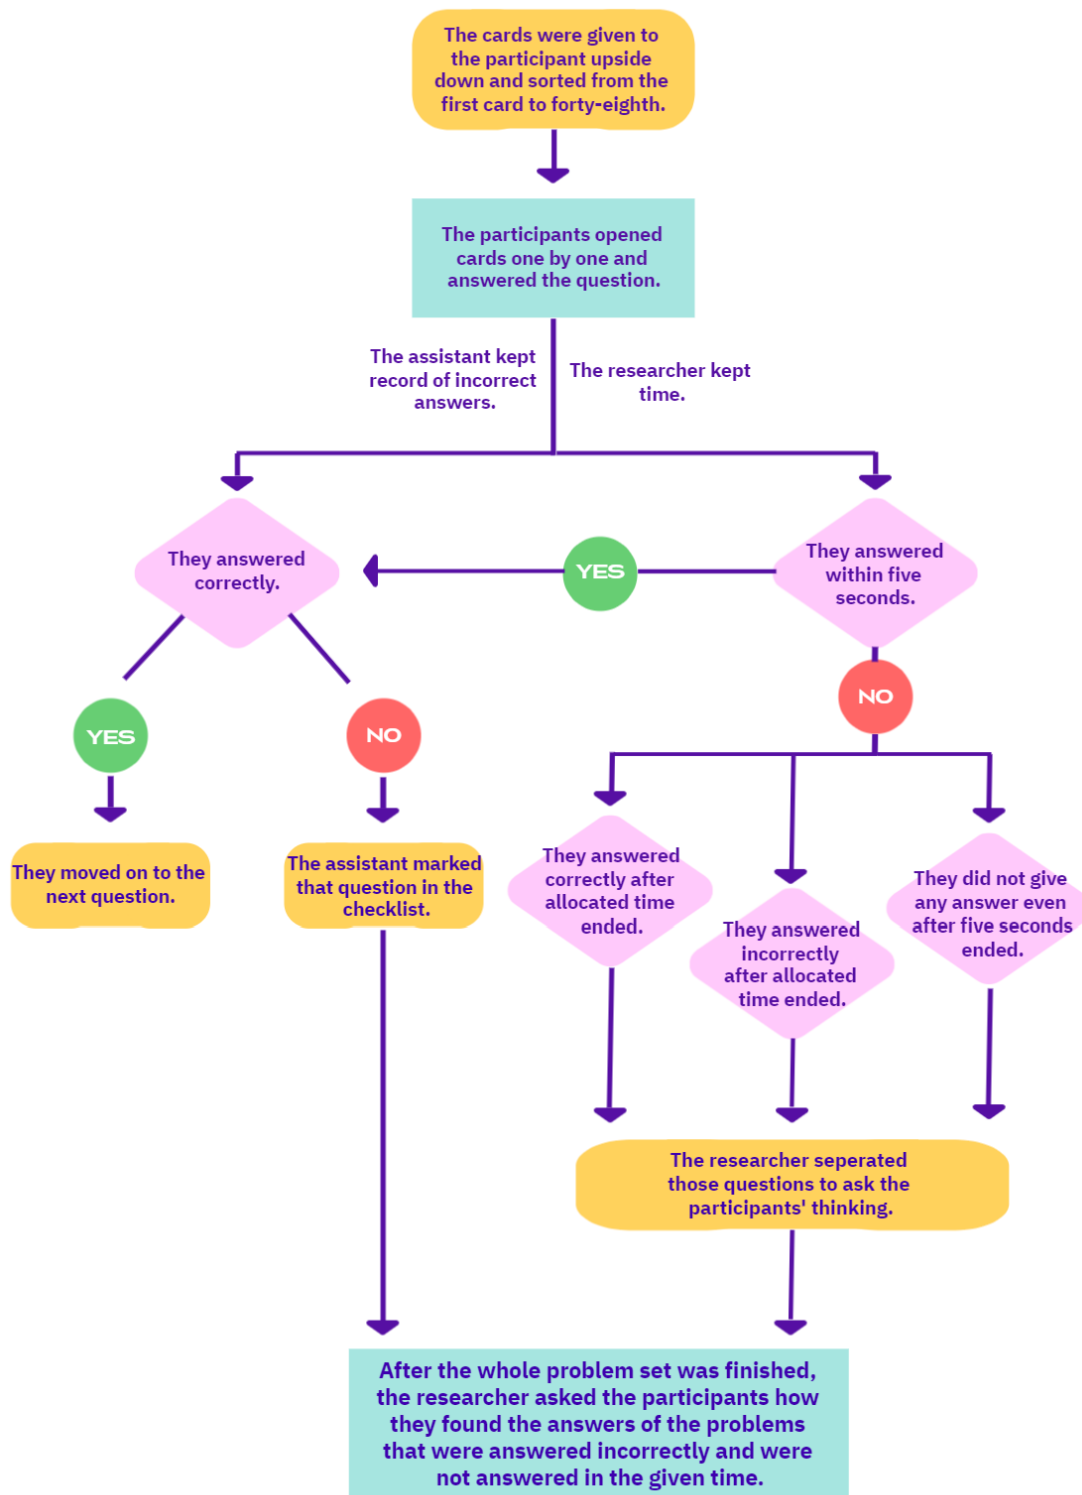 The cards were given to
the participant upside
down and sorted from the
first card to forty-eighth.
The participants opened
cards one by one and
answered the question.
The assistant kept
record of incorrect
answers.
The researcher kept
time.
They answered
correctly.
YES
They answered
within five
seconds.
NO
YES
NO
They moved on to the
next question.
The assistant marked
that question in the
checklist.
They answered
correctly after
allocated time
ended.
They answered
incorrectly
after allocated
time ended.
They did not give
any answer even
after five seconds
ended.
The researcher seperated
those questions to ask the
participants' thinking.
After the whole problem set was finished,
the researcher asked the participants how
they found the answers of the problems
that were answered incorrectly and were
not answered in the given time.